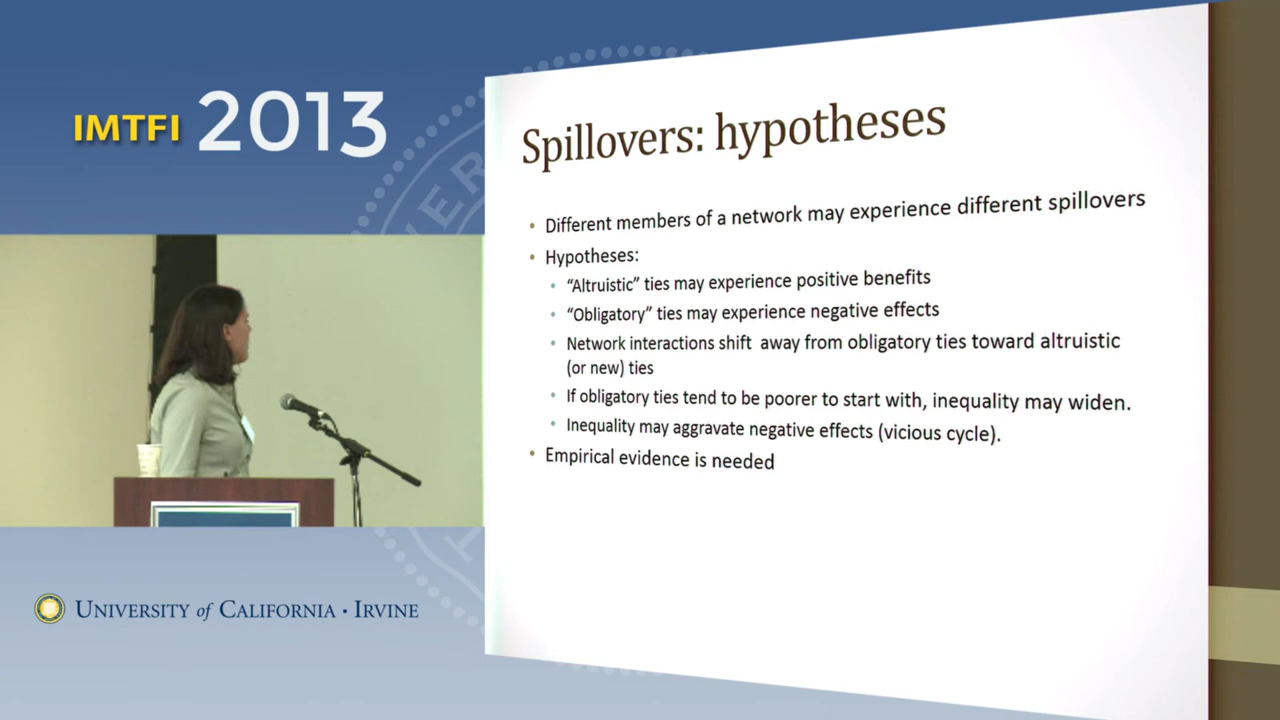 IMTFI 2013
Spillovers: hypotheses
• Different members of a network may experience different spillovers
• Hypotheses:
• “Altruistic” ties may experience positive benefits
• “Obligatory” ties may experience negative effects
• Network interactions shift away from obligatory ties toward altruistic
(or new) ties
• If obligatory ties tend to be poorer to start with, inequality may widen.
• Inequality may aggravate negative effects (vicious cycle).
• Empirical evidence is needed
UNIVERSITY of CALIFORNIA • IRVINE